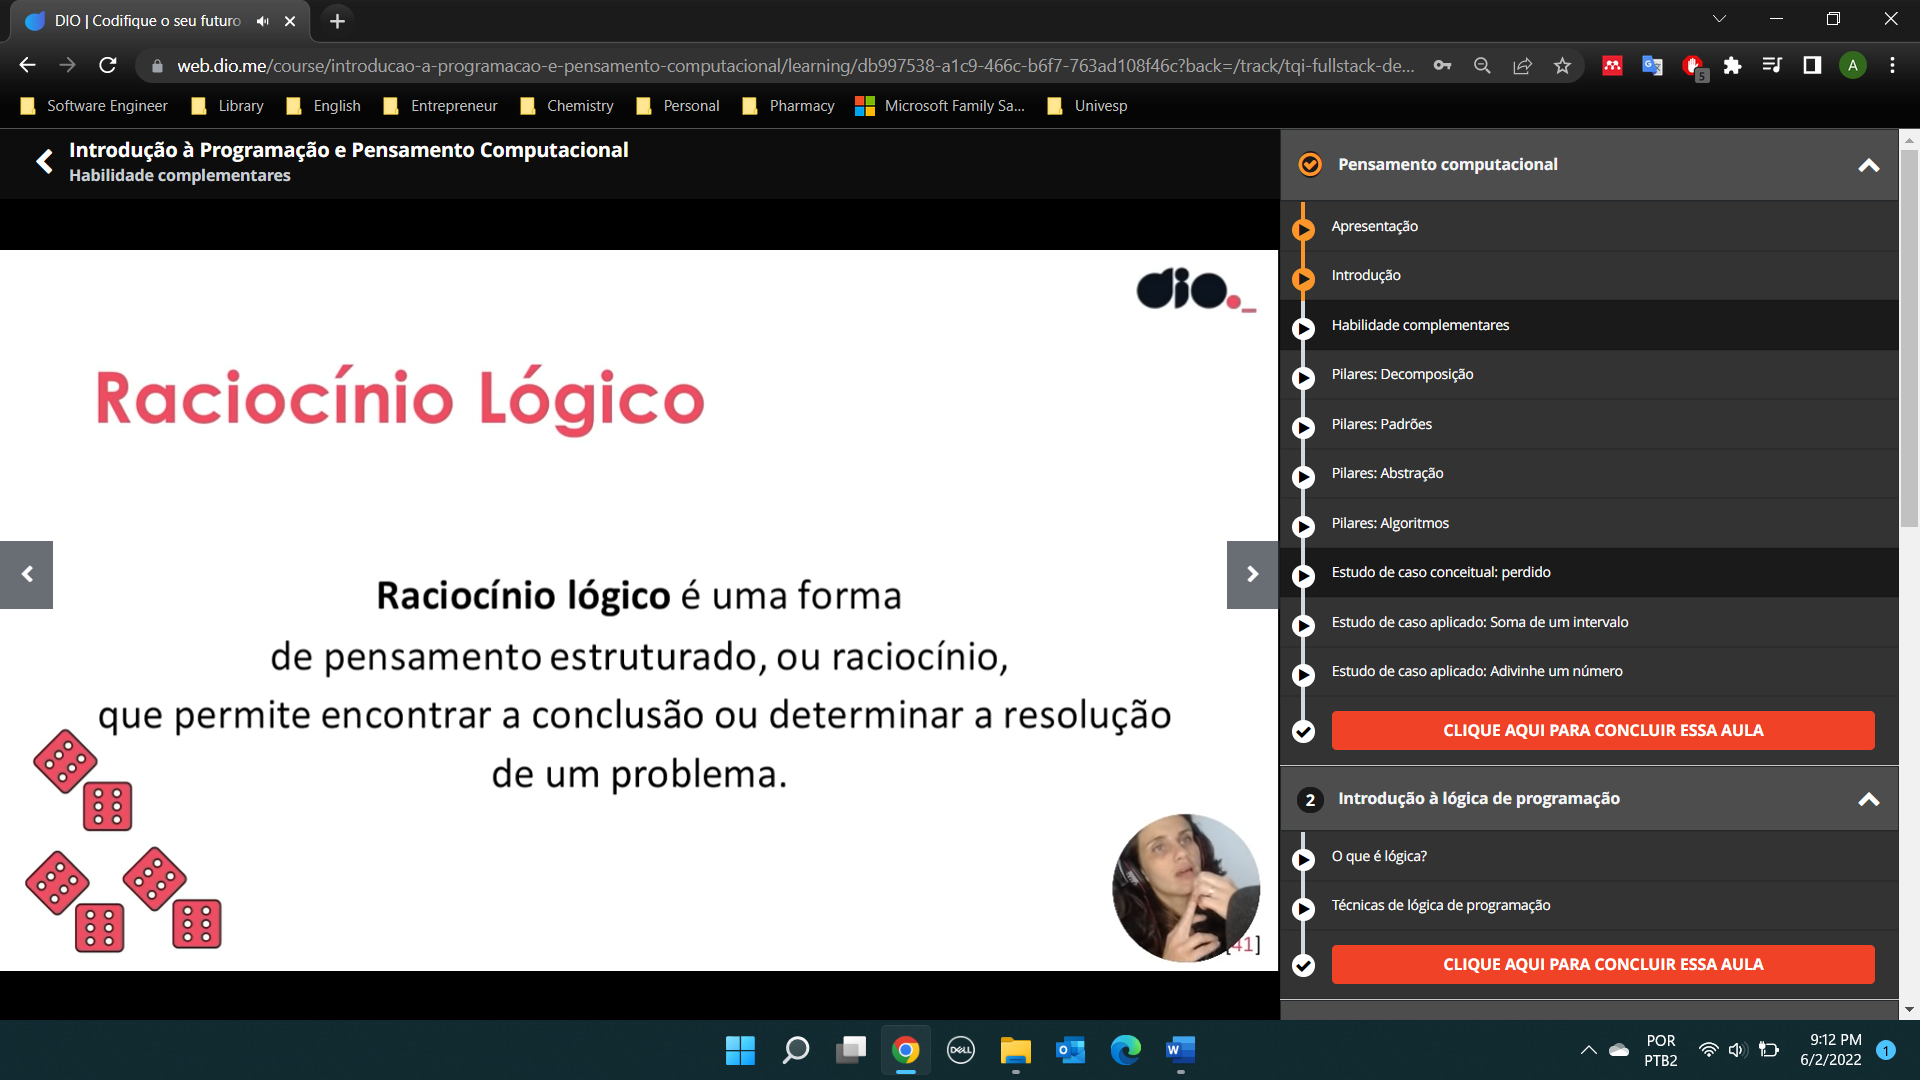 DIO | Codifique o seu futuro
web.dio.me/course/introducao-a-programacao-e-pensamento-computacional/learning/db997538-a1c9-466c-b6f7-763ad108f46c?back=/track/tqi-fullstack-de...
5
A
Software Engineer
Library
English
Entrepreneur
Chemistry
Personal
Pharmacy
Microsoft Family Sa...
Univesp
Introdução à Programação e Pensamento Computacional
Habilidade complementares
dio._
Raciocínio Lógico
Raciocínio lógico é uma forma
de pensamento estruturado, ou raciocínio,
que permite encontrar a conclusão ou determinar a resolução
de um problema.
[41]
Pensamento computacional
Apresentação
Introdução
Habilidade complementares
Pilares: Decomposição
Pilares: Padrões
Pilares: Abstração
Pilares: Algoritmos
Estudo de caso conceitual: perdido
Estudo de caso aplicado: Soma de um intervalo
Estudo de caso aplicado: Adivinhe um número
CLIQUE AQUI PARA CONCLUIR ESSA AULA
2 Introdução à lógica de programação
O que é lógica?
Técnicas de lógica de programação
CLIQUE AQUI PARA CONCLUIR ESSA AULA
DELL
W
POR
PTB2
9:12 PM
6/2/2022
1